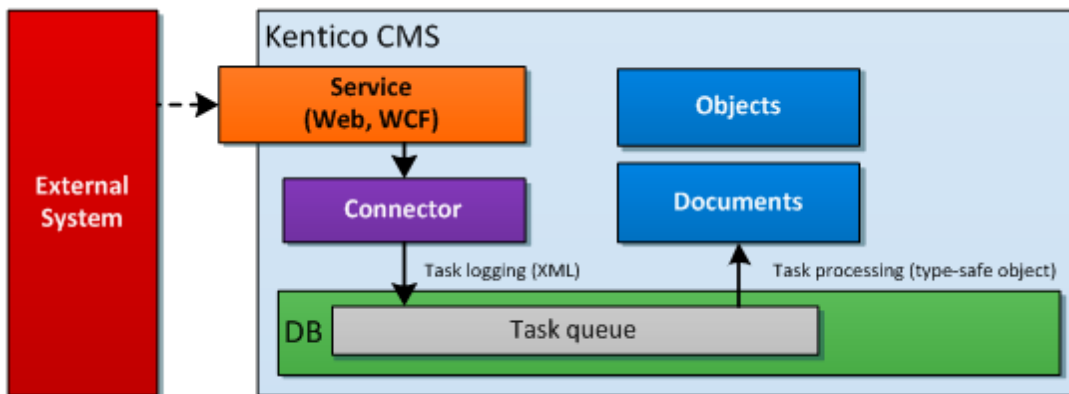 Kentico CMS
Service
(Web, WCF)
Objects
External
System
Connector
Documents
Task logging (XML)
Task processing (type-safe object)
DB
Task queue